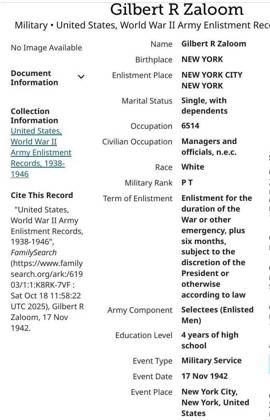 Gilbert R Zaloom
Military • United States, World War II Army Enlistment Reco
No Image Available
Document
Information
Collection
Information
United States,
World War II
Army Enlistment
Records, 1938-
1946
Cite This Record
"United States,
World War II Army
Enlistment Records,
1938-1946",
FamilySearch
(https://www.family
search.org/ark:/619
03/1:1:K8RK-7VF :
Sat Oct 18 11:58:22
UTC 2025), Gilbert R
Zaloom, 17 Nov
1942.
Name Gilbert R Zaloom
Birthplace NEW YORK
Enlistment Place NEW YORK CITY
NEW YORK
Marital Status Single, with
dependents
Occupation 6514
Civilian Occupation Managers and
officials, n.e.c.
Race White
Military Rank P T
Term of Enlistment Enlistment for the
duration of the
War or other
emergency, plus
six months,
subject to the
discretion of the
President or
otherwise
according to law
Army Component Selectees (Enlisted
Men)
Education Level 4 years of high
school
Event Type Military Service
Event Date 17 Nov 1942
Event Place New York City,
New York, United
States